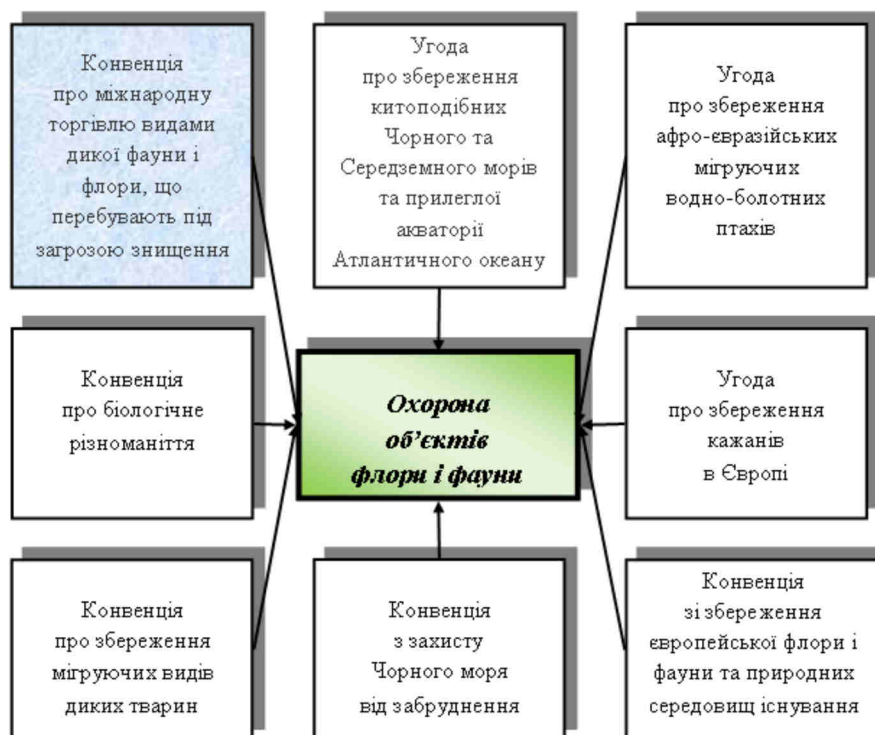 Конвенція
про міжнародну
торгівлю видами
дикої фауни і
флори, що
перебувають під
загрозою знищення
Угода
про збереження
китоподібних
Чорного та
Середземного морів
та прилеглої
акваторії
Атлантичного океану
Угода
про збереження
афро-євразійських
мігруючих
водно-болотних
птахів
Конвенція
про біологічне
різноманіття
Охорона
об’єктів
флори і фауни
Угода
про збереження
кажанів
в Європі
Конвенція
про збереження
мігруючих видів
диких тварин
Конвенція
з захисту
Чорного моря
від забруднення
Конвенція
зі збереження
європейської флори і
фауни та природних
середовищ існування